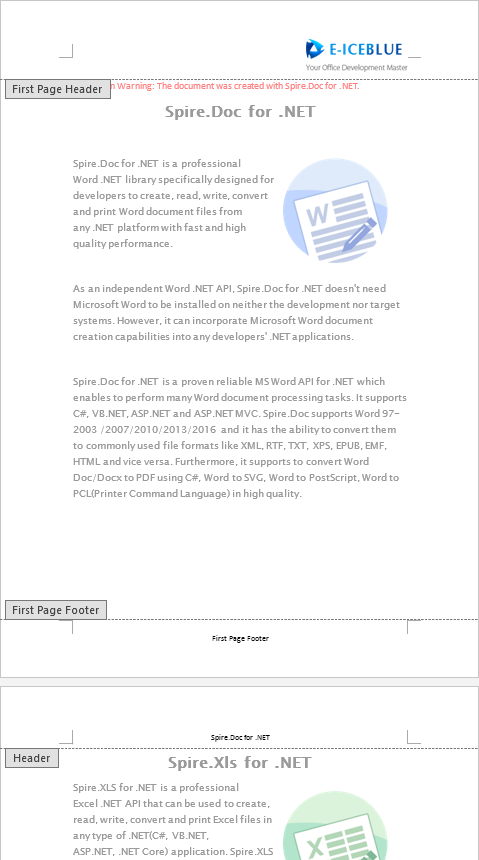 E-ICEBLUE
Your Office Development Master
First Page Header
n Warning: The document was created with Spire.Doc for .NET.
Spire.Doc for .NET
Spire.Doc for .NET is a professional
Word .NET library specifically designed for
developers to create, read, write, convert
and print Word document files from
any .NET platform with fast and high
quality performance.
W
As an independent Word .NET API, Spire.Doc for .NET doesn't need
Microsoft Word to be installed on neither the development nor target
systems. However, it can incorporate Microsoft Word document
creation capabilities into any developers' .NET applications.
Spire.Doc for .NET is a proven reliable MS Word API for .NET which
enables to perform many Word document processing tasks. It supports
C#, VB.NET, ASP.NET and ASP.NET MVC. Spire.Doc supports Word 97-
2003 /2007/2010/2013/2016 and it has the ability to convert them
to commonly used file formats like XML, RTF, TXT, XPS, EPUB, EMF,
HTML and vice versa. Furthermore, it supports to convert Word
Doc/Docx to PDF using C#, Word to SVG, Word to PostScript, Word to
PCL(Printer Command Language) in high quality.
First Page Footer
First Page Footer
Spire.Doc for .NET
Header
Spire.Xls for .NET
Spire.XLS for .NET is a professional
Excel .NET API that can be used to create,
read, write, convert and print Excel files in
any type of .NET(C#, VB.NET,
ASP.NET, .NET Core) application. Spire.XLS
X